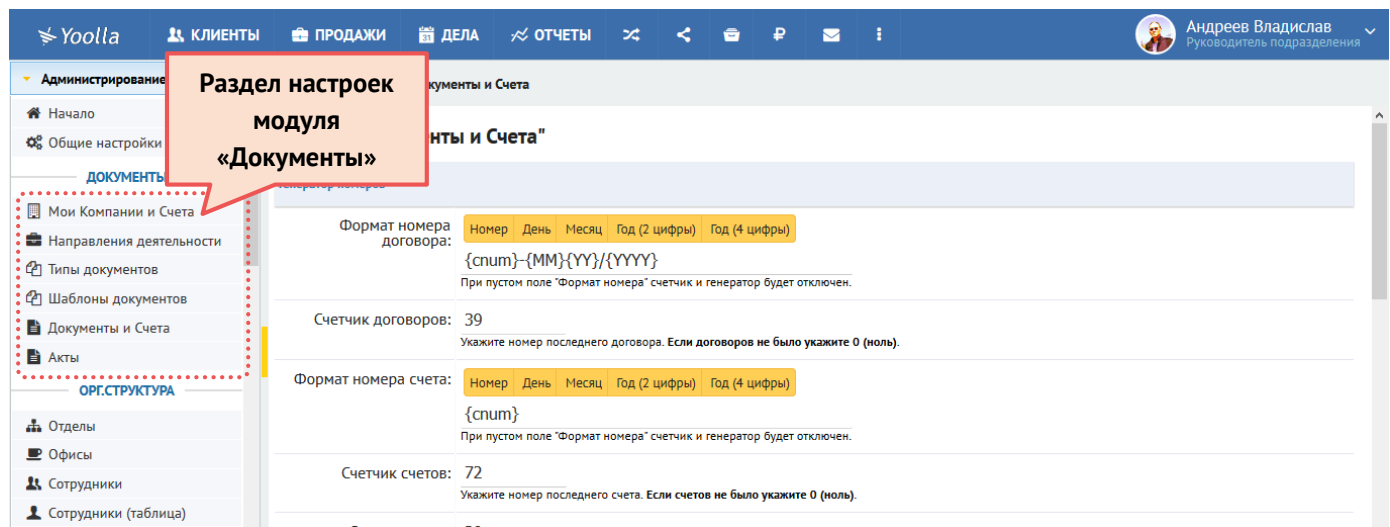 Yoolla
КЛИЕНТЫ
ПРОДАЖИ
31 ДЕЛА
ОТЧЕТЫ
Андреев Владислав
Руководитель подразделения
Администрирование
и Счета
Раздел настроек
модуля
«Документы»
Начало
Общие настройки
и Счета"
ДОКУМЕНТЫ
Мои Компании и Счета
Направления деятельности
Типы документов
Шаблоны документов
Документы и Счета
Акты
ОРГ.СТРУКТУРА
Отделы
Офисы
Сотрудники
Сотрудники (таблица)
Формат номера
договора:
Номер День Месяц Год (2 цифры) Год (4 цифры)
{cnum}-{MM}{YY}/{YYYY}
При пустом поле "Формат номера" счетчик и генератор будет отключен.
Счетчик договоров: 39
Укажите номер последнего договора. Если договоров не было укажите 0 (ноль).
Формат номера счета:
Номер День Месяц Год (2 цифры) Год (4 цифры)
{cnum}
При пустом поле "Формат номера" счетчик и генератор будет отключен.
Счетчик счетов: 72
Укажите номер последнего счета. Если счетов не было укажите 0 (ноль).